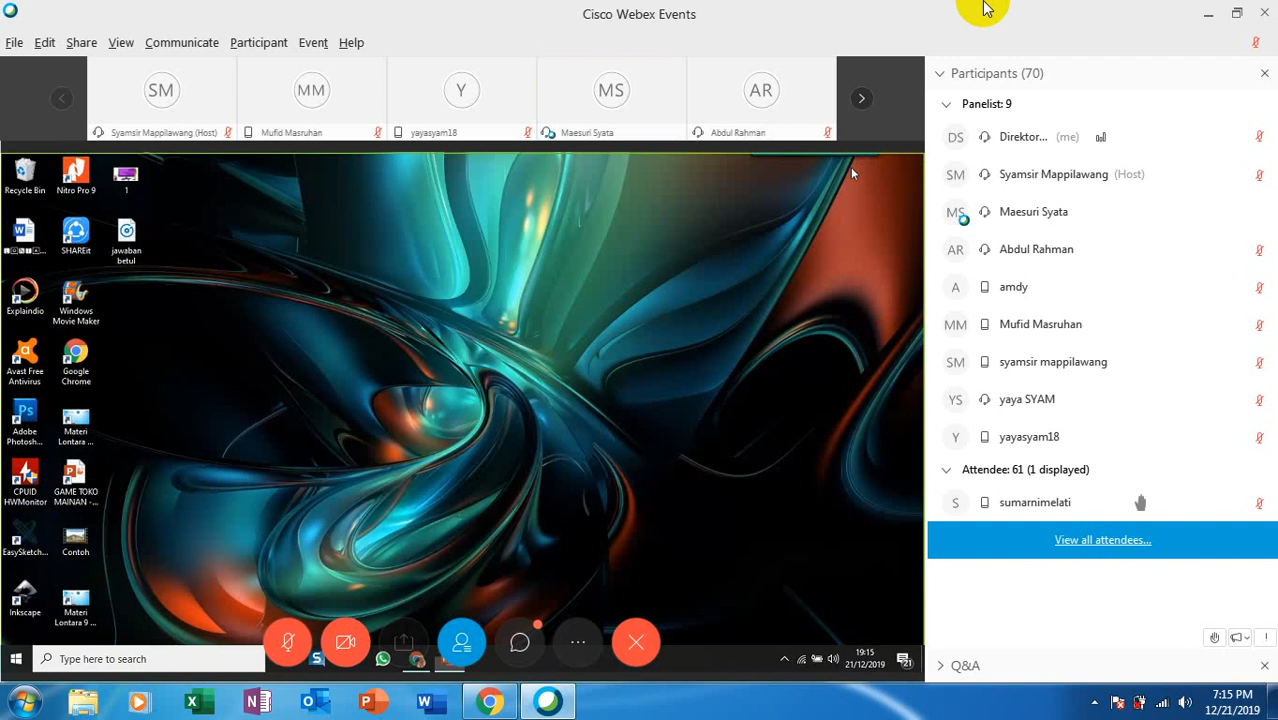 Cisco Webex Events
File Edit Share View Communicate Participant Event Help
SM
MM
Y
MS
AR
Syamsir Mappilawang (Host)
Mufid Masruhan
yayasyam18
Maesuri Syata
Abdul Rahman
Recycle Bin
Nitro Pro 9
1
SHAREit
jawaban
betul
Explaindio
Windows
Movie Maker
Avast Free
Antivirus
Google
Chrome
Adobe
Photosh...
Materi
Lontara ...
CPUID
HWMonitor
GAME TOKO
MAINAN -...
EasySketch...
Contoh
Inkscape
Materi
Lontara 9 ...
Type here to search
19:15
21/12/2019
21
Participants (70)
Panelist: 9
DS Direktor... (me)
SM Syamsir Mappilawang (Host)
MS Maesuri Syata
AR Abdul Rahman
A amdy
MM Mufid Masruhan
SM syamsir mappilawang
YS yaya SYAM
Y yayasyam18
Attendee: 61 (1 displayed)
S sumarnimelati
View all attendees...
Q&A
7:15 PM
12/21/2019